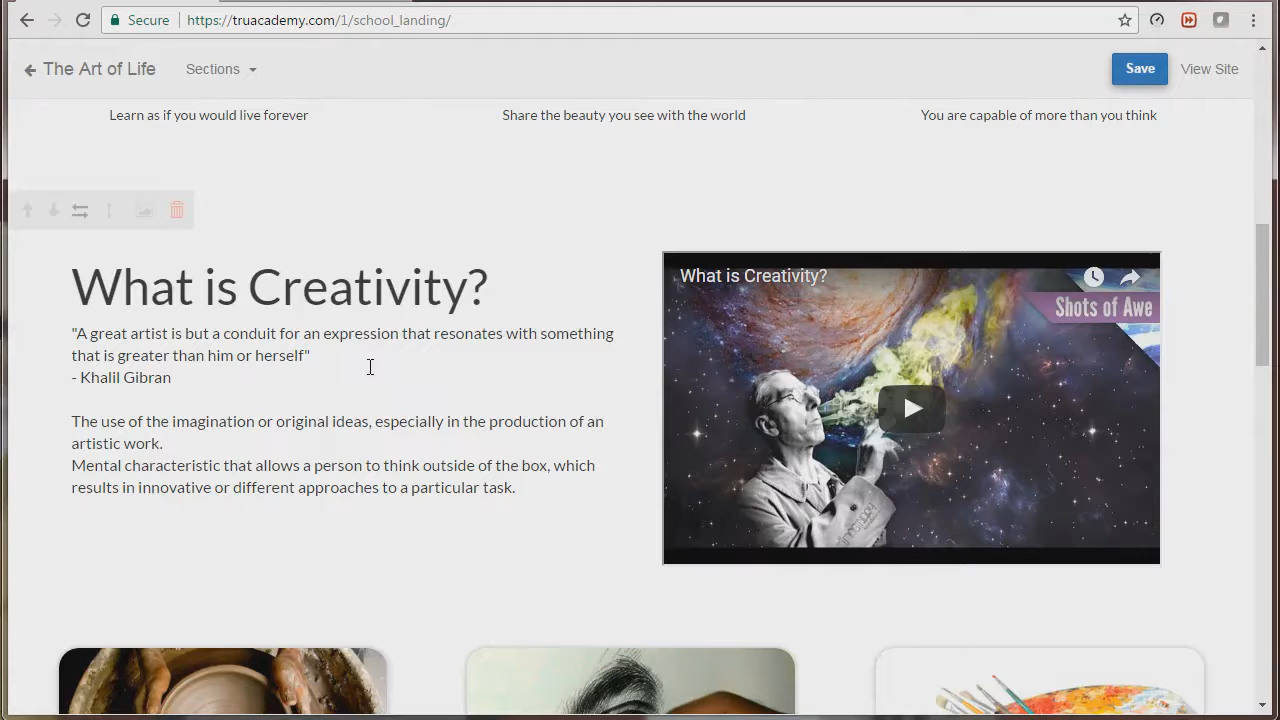 Secure
https://truacademy.com/1/school_landing/
The Art of Life
Sections
Save
View Site
Learn as if you would live forever
Share the beauty you see with the world
You are capable of more than you think
What is Creativity?
"A great artist is but a conduit for an expression that resonates with something
that is greater than him or herself"
- Khalil Gibran
The use of the imagination or original ideas, especially in the production of an
artistic work.
Mental characteristic that allows a person to think outside of the box, which
results in innovative or different approaches to a particular task.
What is Creativity?
Shots of Awe